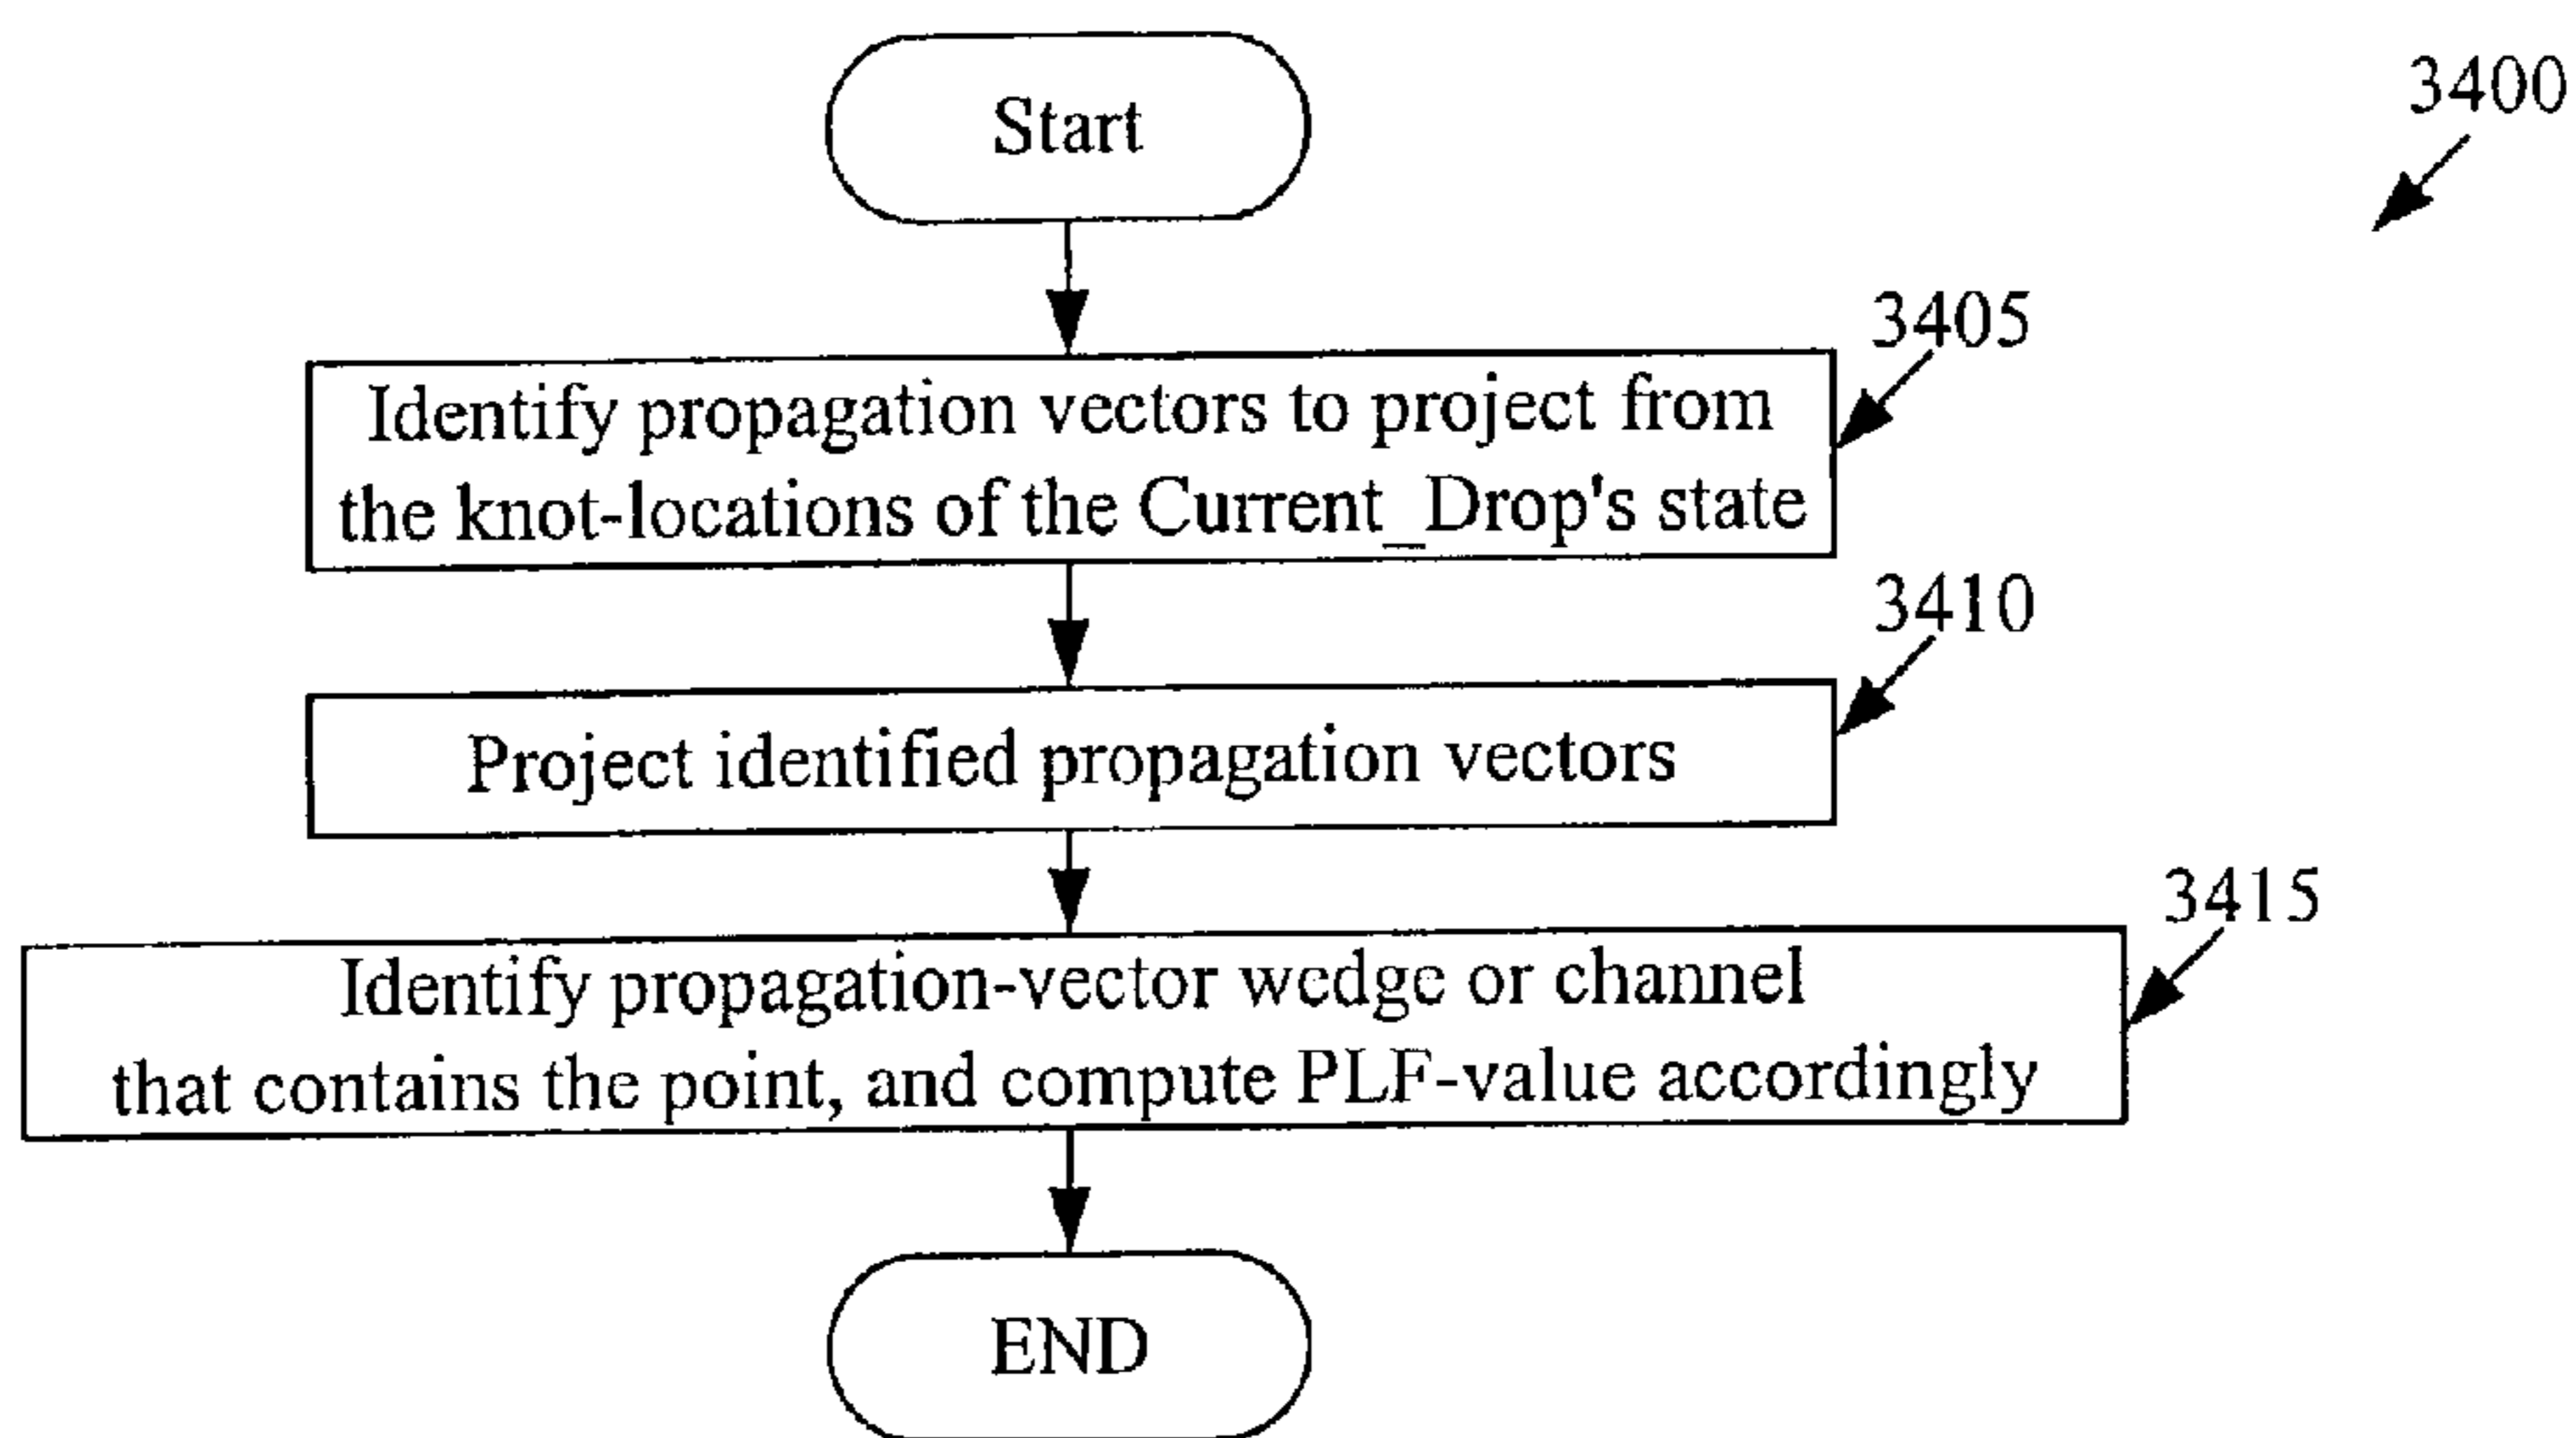 Start
3400
3405
Identify propagation vectors to project from
the knot-locations of the Current_Drop's state
3410
Project identified propagation vectors
3415
Identify propagation-vector wedge or channel
that contains the point, and compute PLF-value accordingly
END